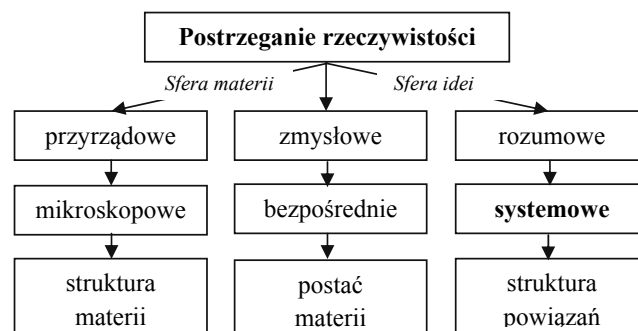 Postrzeganie rzeczywistości
Sfera materii
Sfera idei
przyrządowe
zmysłowe
rozumowe
mikroskopowe
bezpośrednie
systemowe
struktura
materii
postać
materii
struktura
powiązań